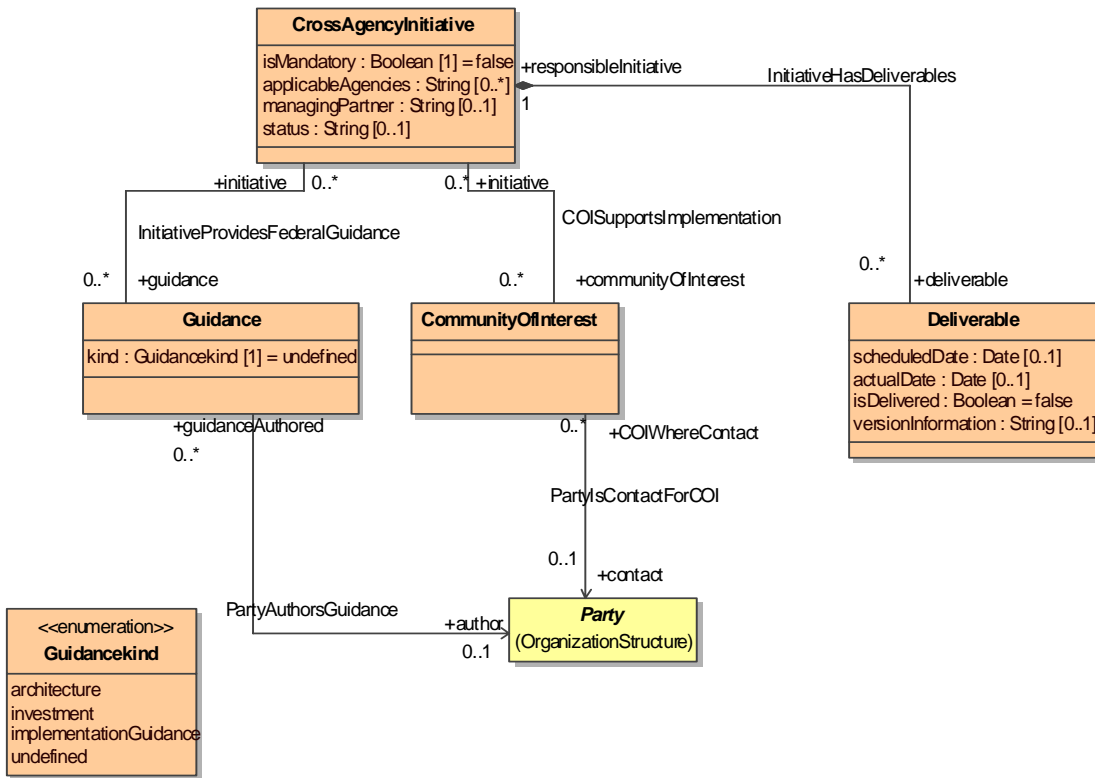 CrossAgencyInitiative
isMandatory : Boolean [1] = false
applicableAgencies : String [0..*]
managingPartner : String [0..1]
status : String [0..1]
+responsibleInitiative
1
InitiativeHasDeliverables
+initiative
0..*
0..*
+initiative
InitiativeProvidesFederalGuidance
COISupportsImplementation
0..*
+guidance
0..*
+communityOfInterest
0..*
+deliverable
Guidance
kind : Guidancekind [1] = undefined
CommunityOfInterest
Deliverable
scheduledDate : Date [0..1]
actualDate : Date [0..1]
isDelivered : Boolean = false
versionInformation : String [0..1]
+guidanceAuthored
0..*
0..*
+COIWhereContact
PartyIsContactForCOI
0..1
+contact
PartyAuthorsGuidance
+author
0..1
Party
(OrganizationStructure)
<<enumeration>>
Guidancekind
architecture
investment
implementationGuidance
undefined